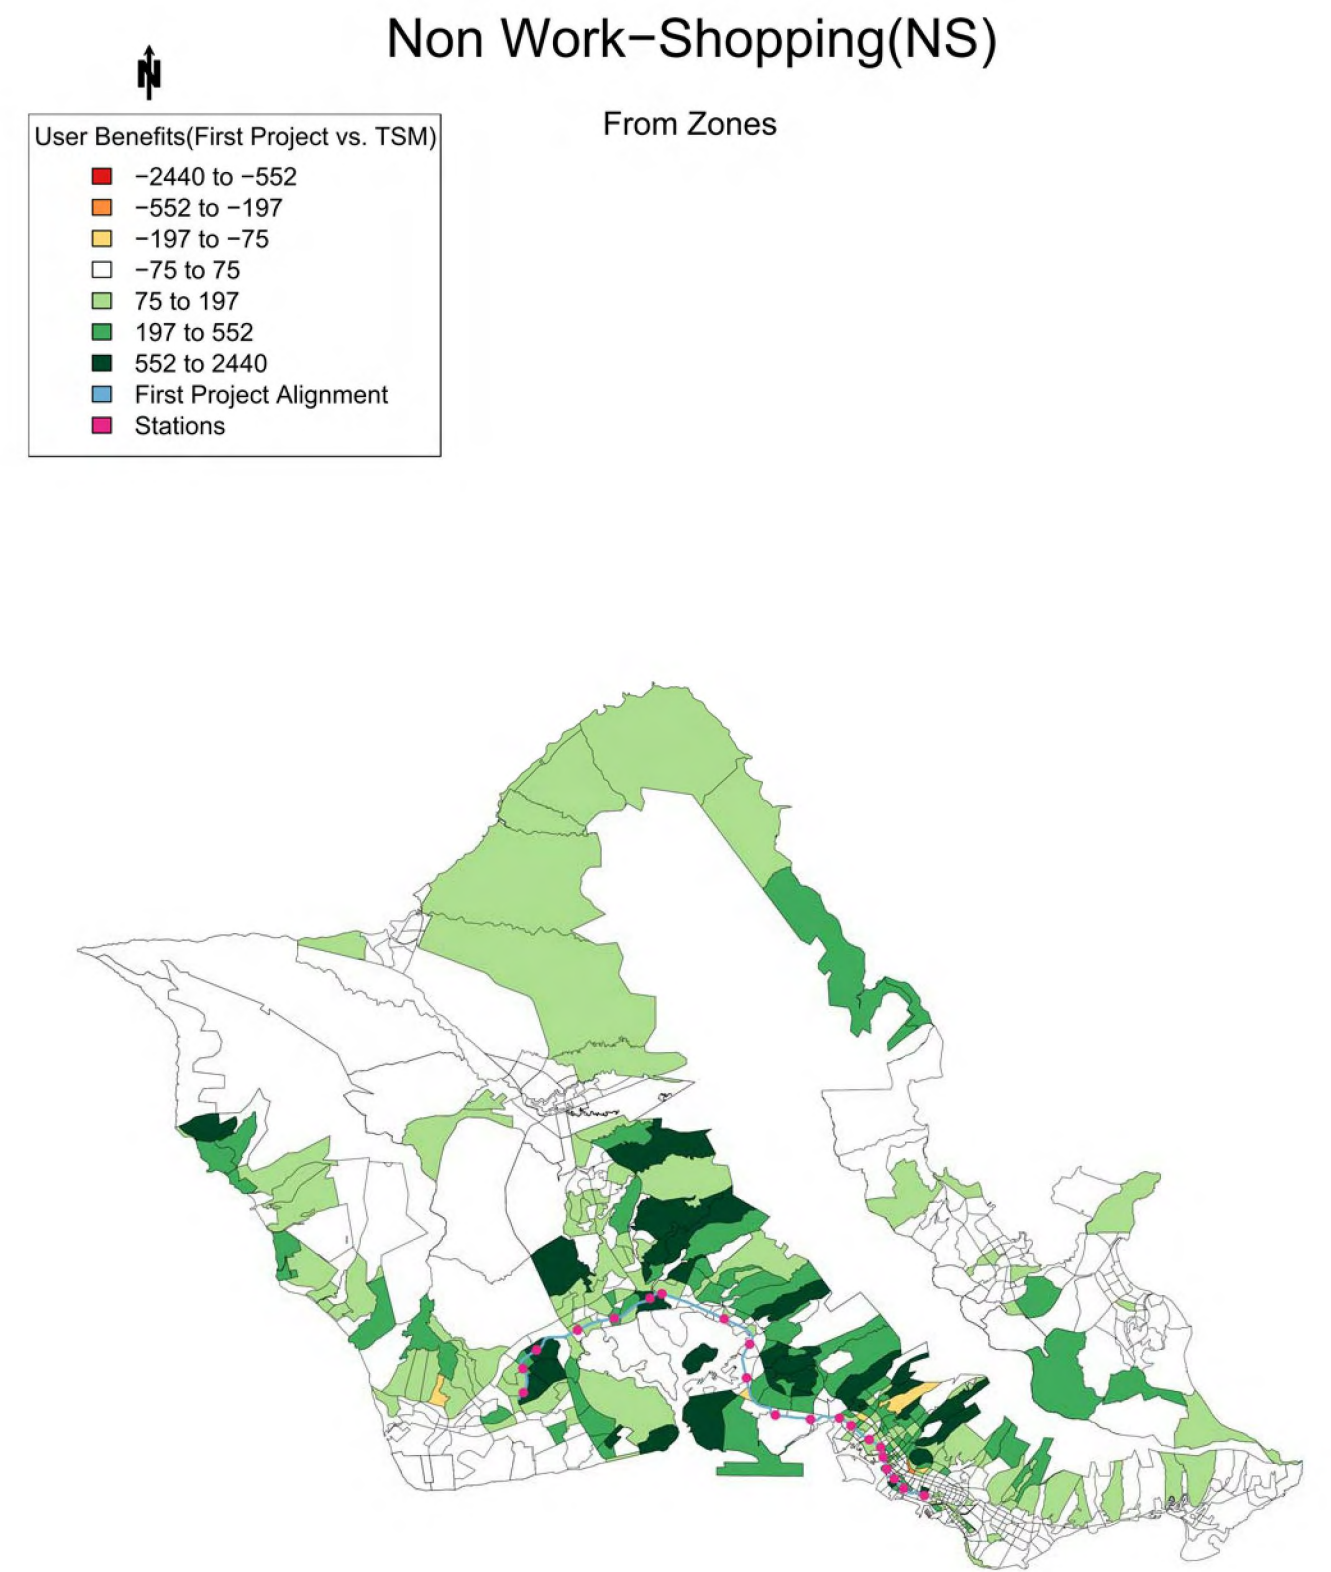 Non Work−Shopping(NS)
N
From Zones
User Benefits(First Project vs. TSM)
−2440 to −552
−552 to −197
−197 to −75
−75 to 75
75 to 197
197 to 552
552 to 2440
First Project Alignment
Stations